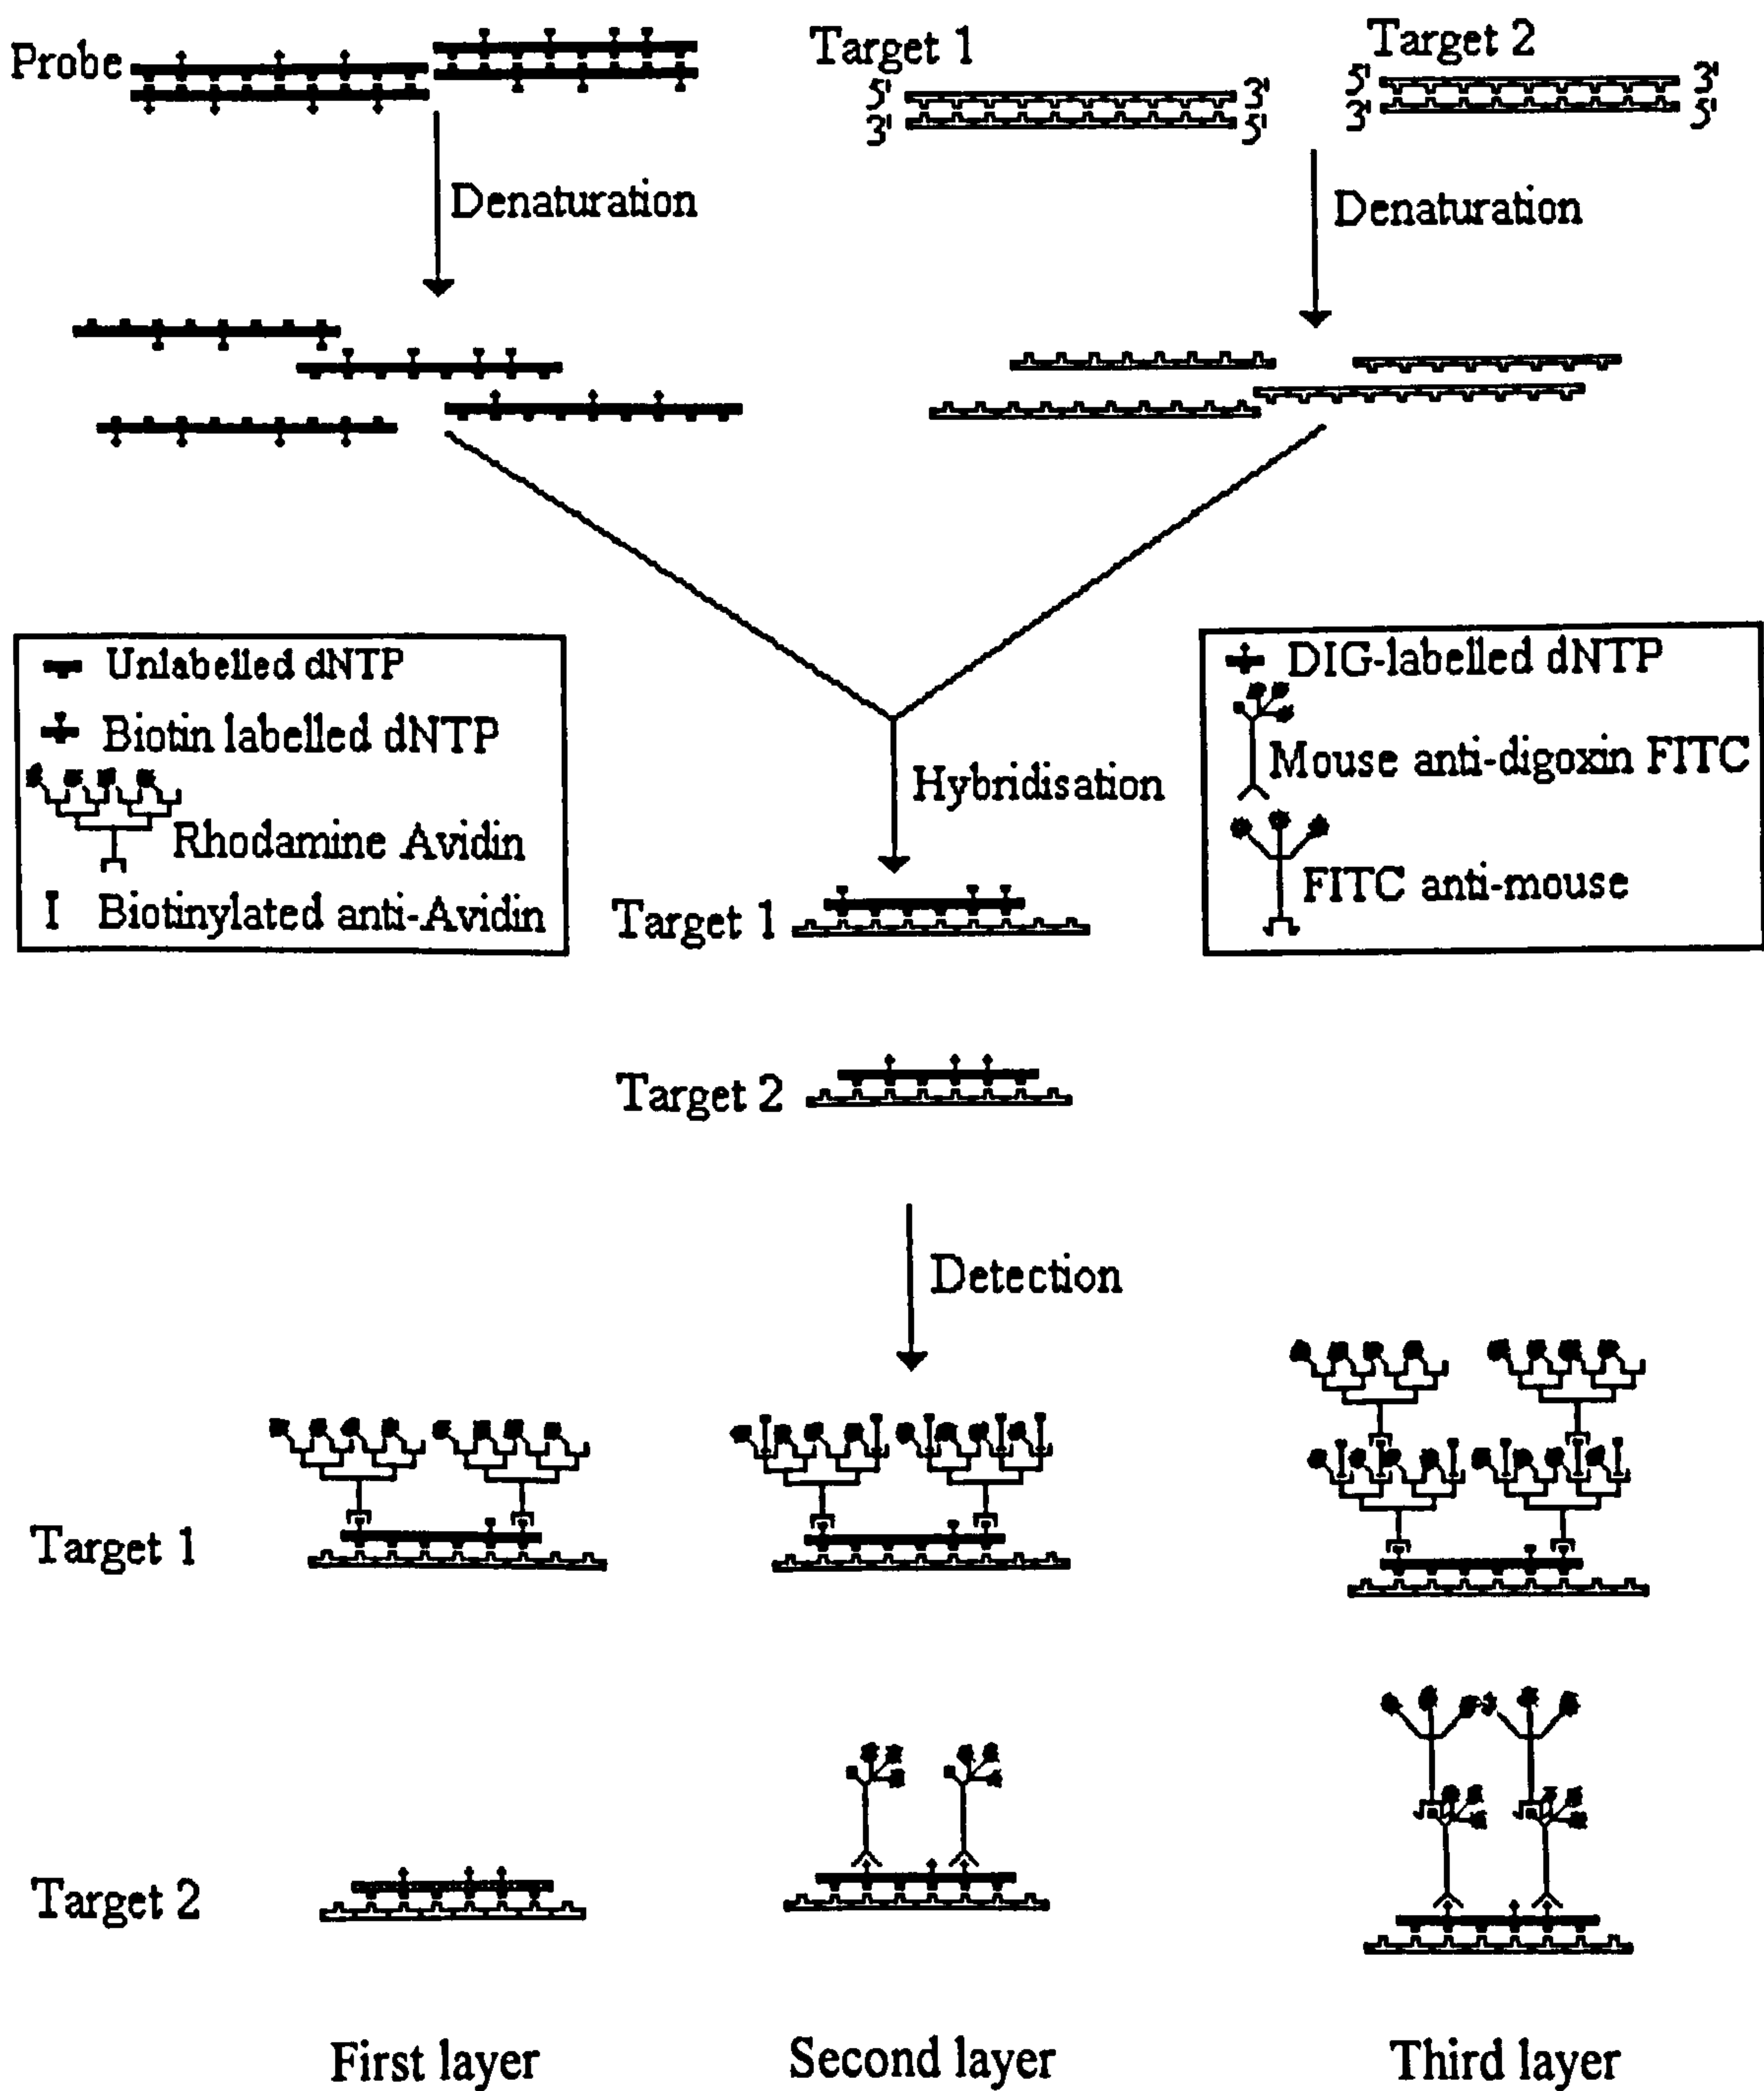 Probe
Target 1
5' 3'
3' 5'
Target 2
5' 3'
3' 5'
Denaturation
Denaturation
Unlabelled dNTP
Biotin labelled dNTP
Rhodamine Avidin
Biotinylated anti-Avidin
Hybridisation
DIG-labelled dNTP
Mouse anti-digoxin FITC
FITC anti-mouse
Target 1
Target 2
Detection
Target 1
Target 2
First layer
Second layer
Third layer